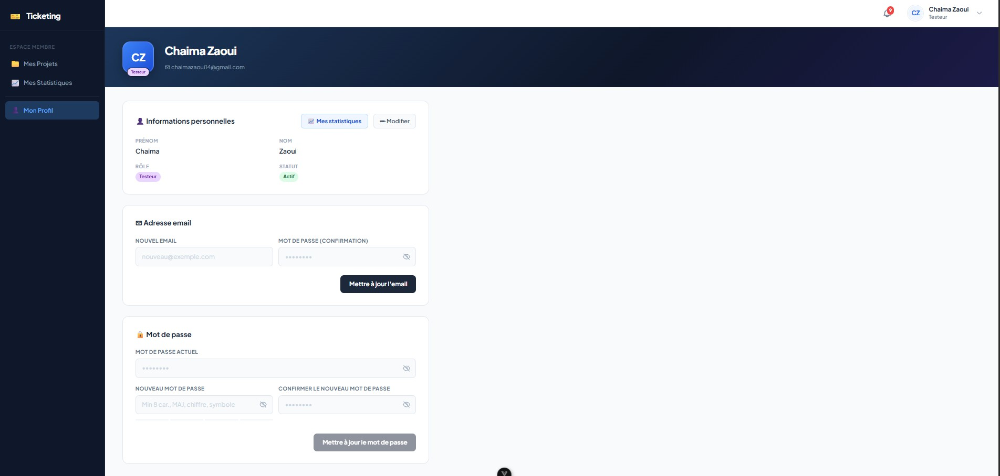 Ticketing
9
CZ
Chaima Zaoui
Testeur
ESPACE MEMBRE
Mes Projets
Mes Statistiques
Mon Profil
CZ
Testeur
Chaima Zaoui
chaimazaoui14@gmail.com
Informations personnelles
Mes statistiques
Modifier
PRÉNOM
NOM
Chaima
Zaoui
RÔLE
STATUT
Testeur
Actif
Adresse email
NOUVEL EMAIL
MOT DE PASSE (CONFIRMATION)
nouveau@exemple.com
••••••••
Mettre à jour l'email
Mot de passe
MOT DE PASSE ACTUEL
••••••••
NOUVEAU MOT DE PASSE
CONFIRMER LE NOUVEAU MOT DE PASSE
Min 8 car., MAJ, chiffre, symbole
••••••••
Mettre à jour le mot de passe